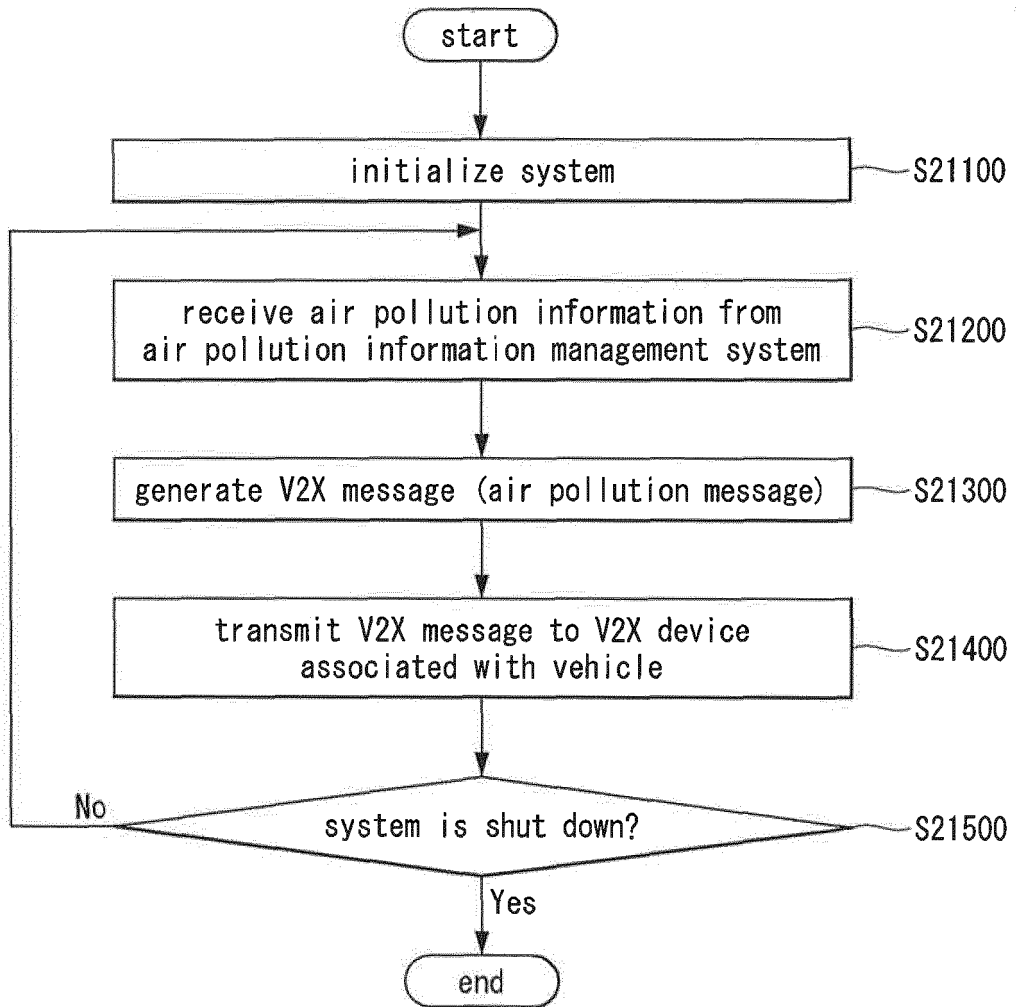 start
initialize system
S21100
receive air pollution information from
air pollution information management system
S21200
generate V2X message (air pollution message)
S21300
transmit V2X message to V2X device
associated with vehicle
S21400
No
system is shut down?
S21500
Yes
end